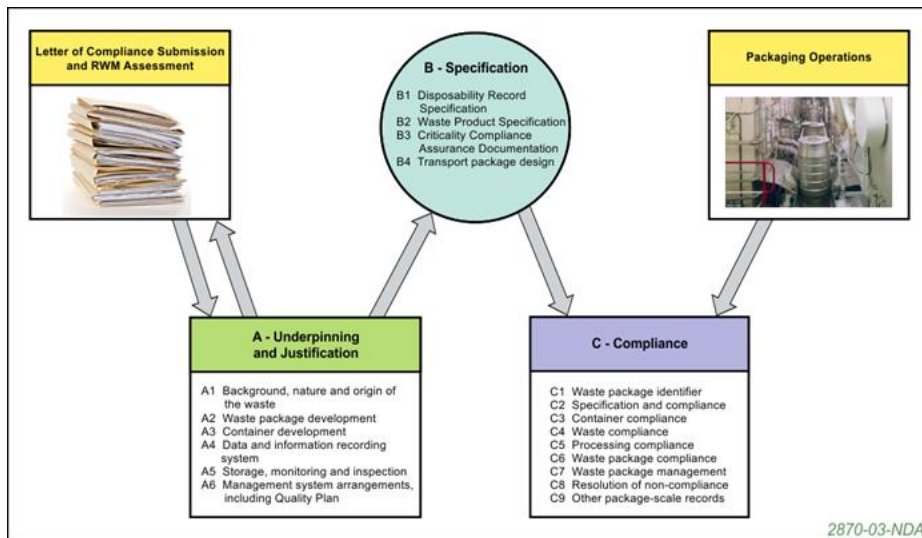 Letter of Compliance Submission
and RWM Assessment
B - Specification
B1 Disposability Record
Specification
B2 Waste Product Specification
B3 Criticality Compliance
Assurance Documentation
B4 Transport package design
Packaging Operations
A - Underpinning
and Justification
A1 Background, nature and origin of
the waste
A2 Waste package development
A3 Container development
A4 Data and information recording
system
A5 Storage, monitoring and inspection
A6 Management system arrangements,
including Quality Plan
C - Compliance
C1 Waste package identifier
C2 Specification and compliance
C3 Container compliance
C4 Waste compliance
C5 Processing compliance
C6 Waste package compliance
C7 Waste package management
C8 Resolution of non-compliance
C9 Other package-scale records
2870-03-NDA